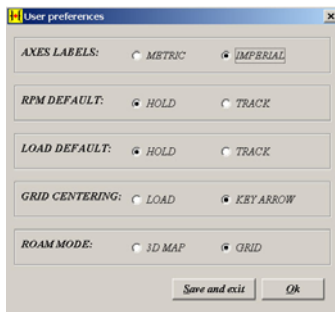 User preferences
AXES LABELS: METRIC IMPERIAL
RPM DEFAULT: HOLD TRACK
LOAD DEFAULT: HOLD TRACK
GRID CENTERING: LOAD KEY ARROW
ROAM MODE: 3D MAP GRID
Save and exit Ok